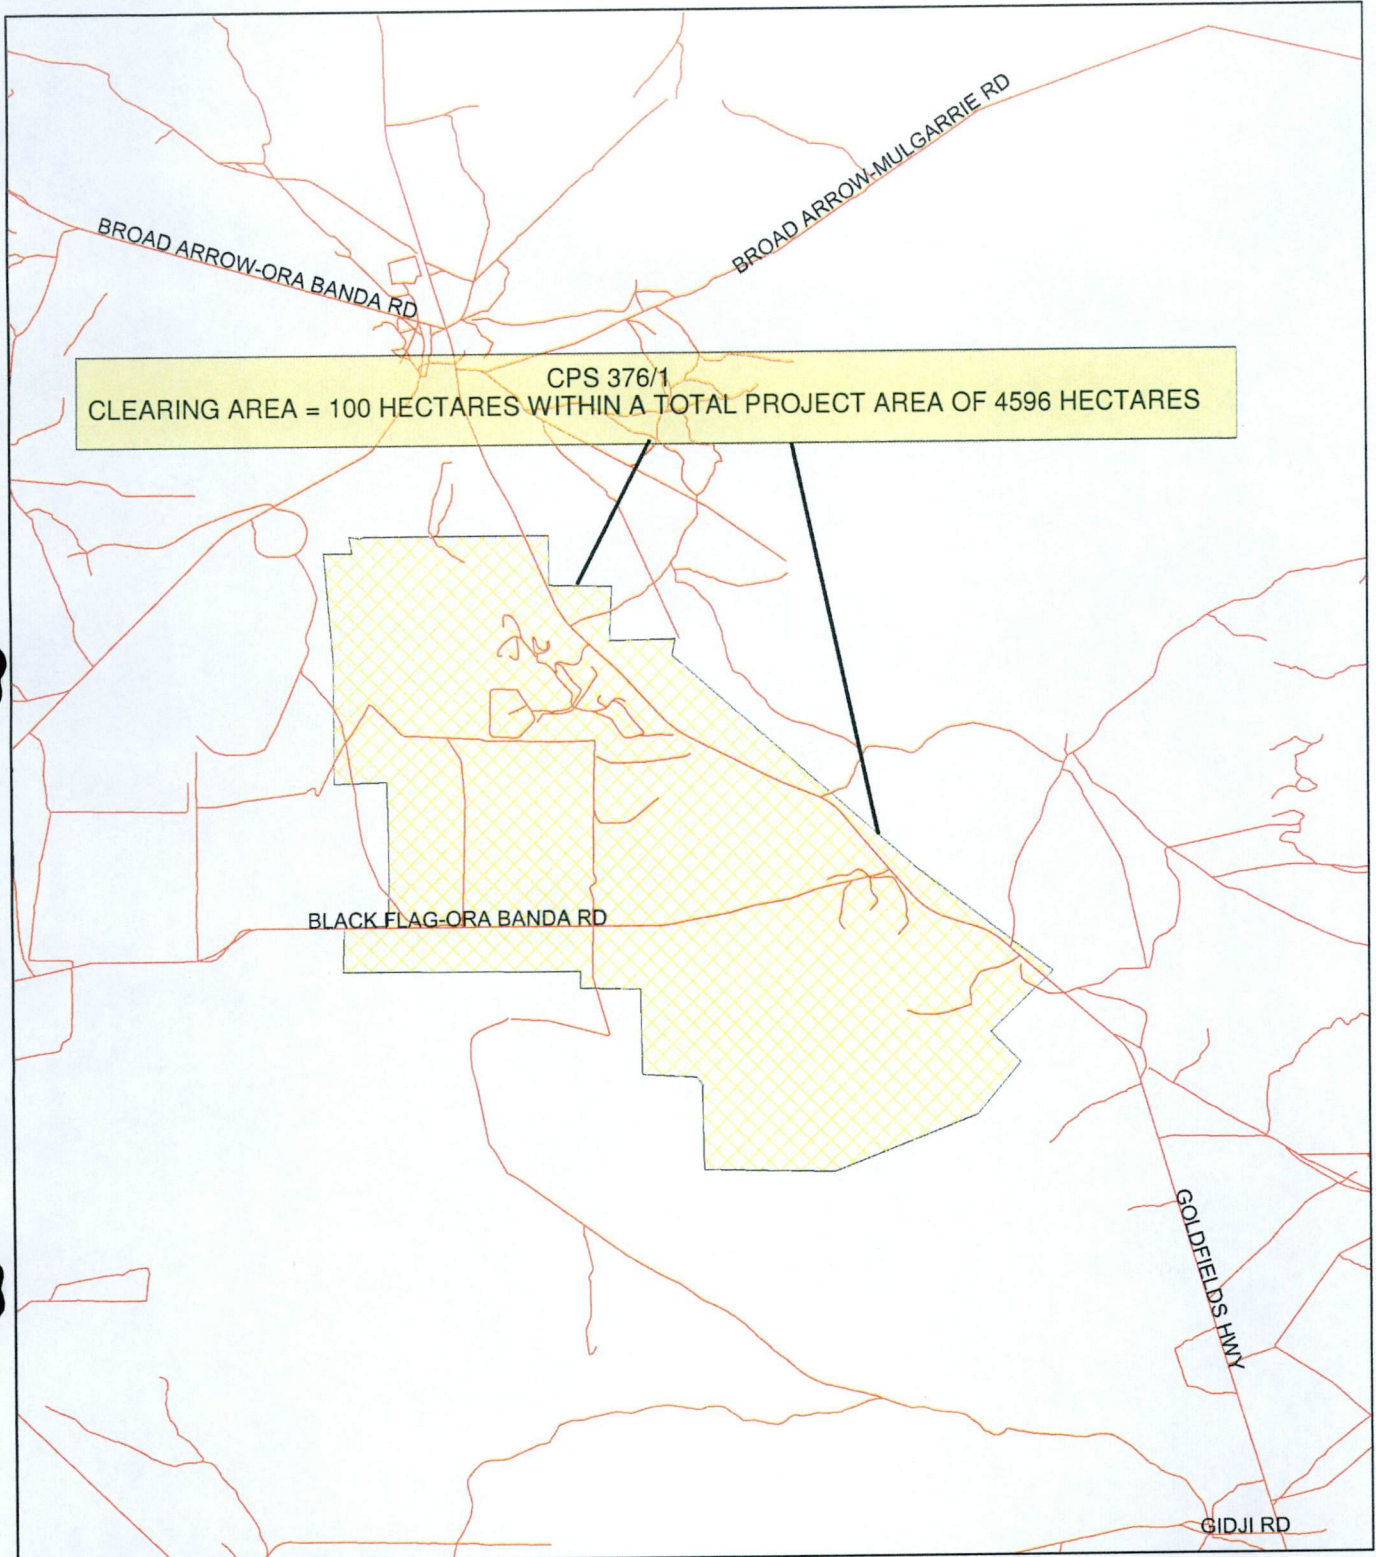 BROAD ARROW-MULGARRIE RD
BROAD ARROW-ORA BANDA RD
CPS 376/1
CLEARING AREA = 100 HECTARES WITHIN A TOTAL PROJECT AREA OF 4596 HECTARES
BLACK FLAG-ORA BANDA RD
GOLDFIELDS HWY
GIDJI RD